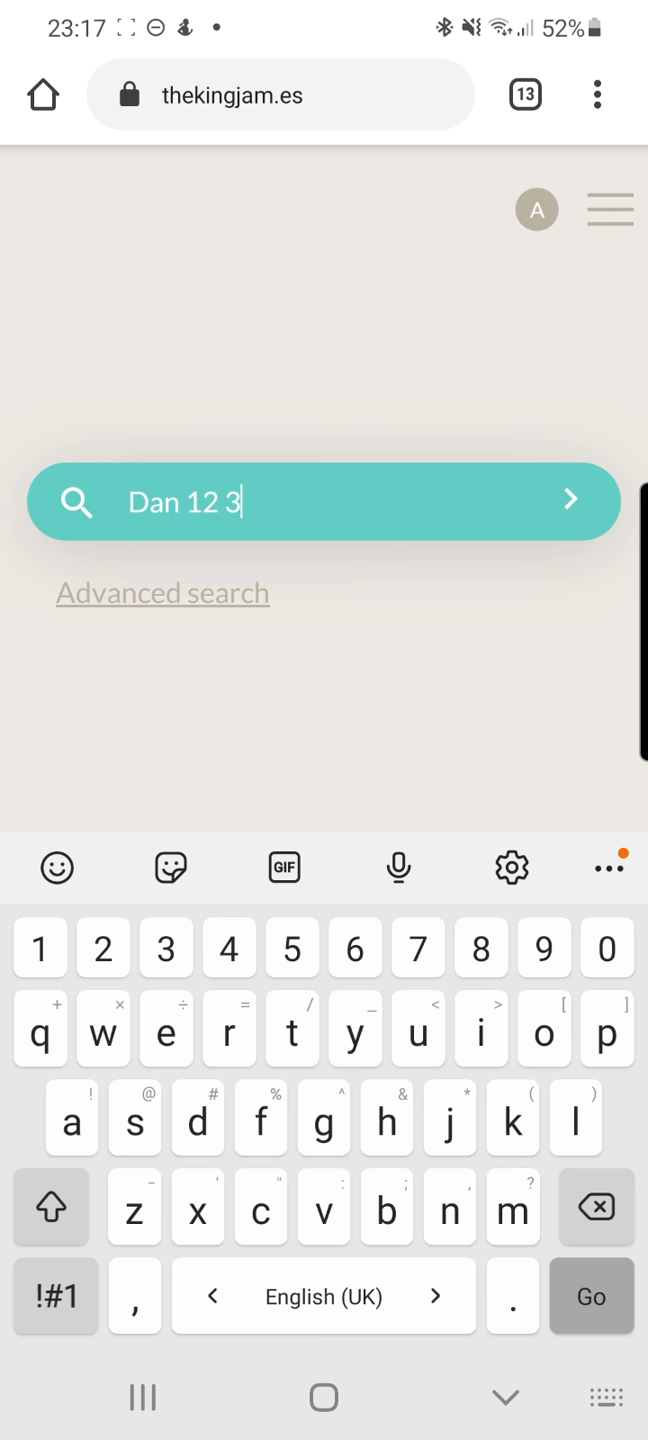 23:17 52%
thekingjam.es 13
A
Dan 12 3
Advanced search
GIF
1 2 3 4 5 6 7 8 9 0
+ × ÷ = / _ < > [ ]
q w e r t y u i o p
! @ # % ^ & * ( )
a s d f g h j k l
- ' " : ; , ?
z x c v b n m
!#1 , < English (UK) > . Go